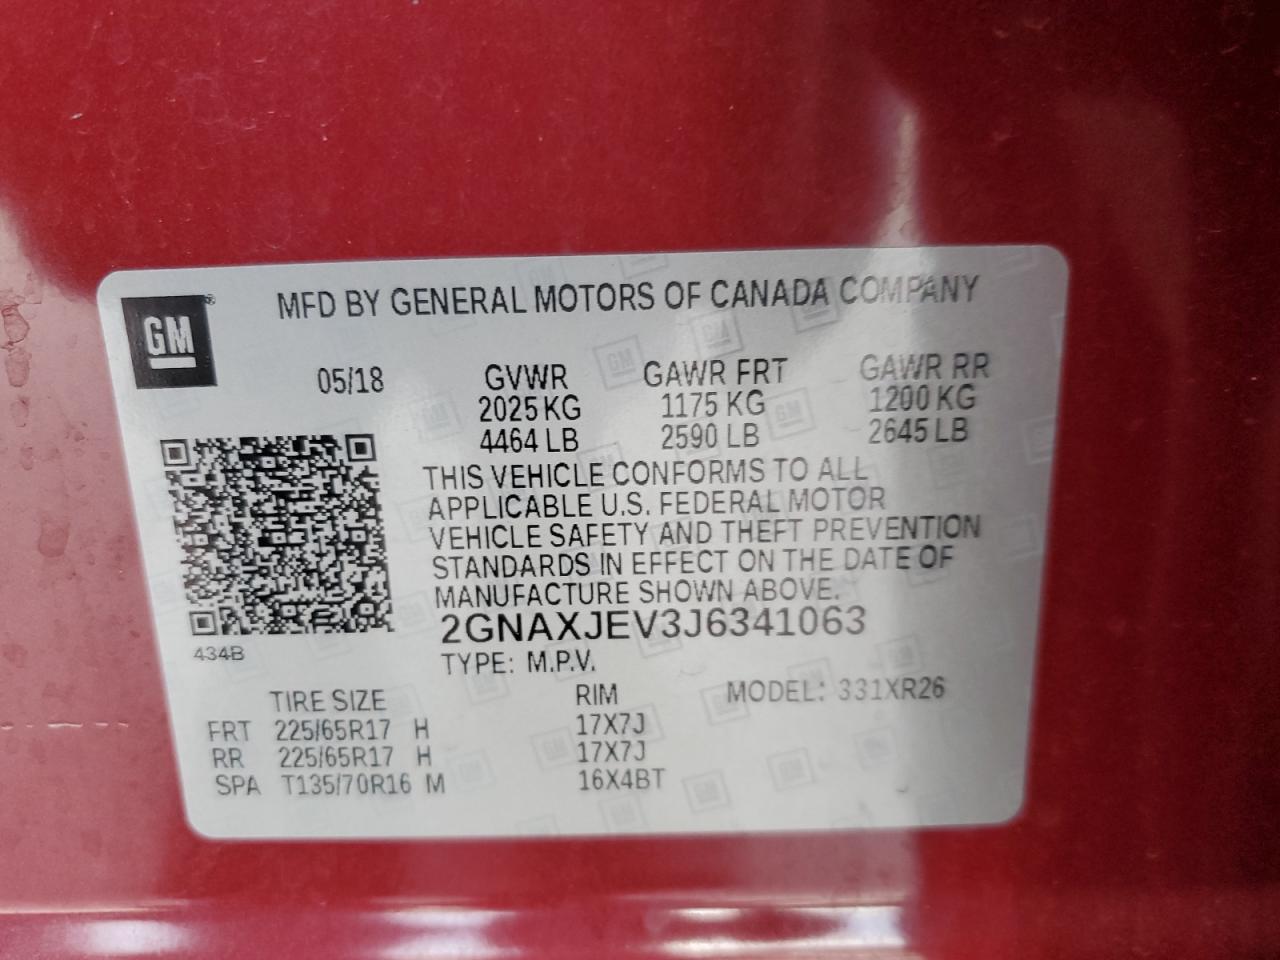 GM®
MFD BY GENERAL MOTORS OF CANADA COMPANY
05/18 GVWR GAWR FRT GAWR RR
2025 KG 1175 KG 1200 KG
4464 LB 2590 LB 2645 LB
THIS VEHICLE CONFORMS TO ALL
APPLICABLE U.S. FEDERAL MOTOR
VEHICLE SAFETY AND THEFT PREVENTION
STANDARDS IN EFFECT ON THE DATE OF
MANUFACTURE SHOWN ABOVE.
2GNAXJEV3J6341063
434B
TYPE: M.P.V.
TIRE SIZE RIM MODEL: 331XR26
FRT 225/65R17 H 17X7J
RR 225/65R17 H 17X7J
SPA T135/70R16 M 16X4BT